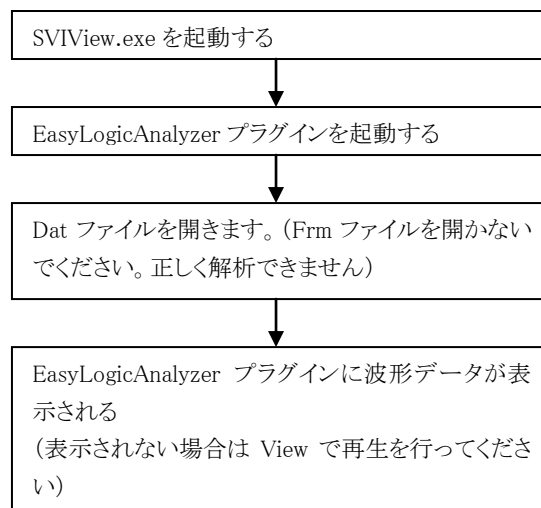 SVIView.exe を起動する
EasyLogicAnalyzer プラグインを起動する
Dat ファイルを開きます。（Frm ファイルを開かない
でください。正しく解析できません）
EasyLogicAnalyzer プラグインに波形データが表
示される
（表示されない場合は View で再生を行ってくださ
い）